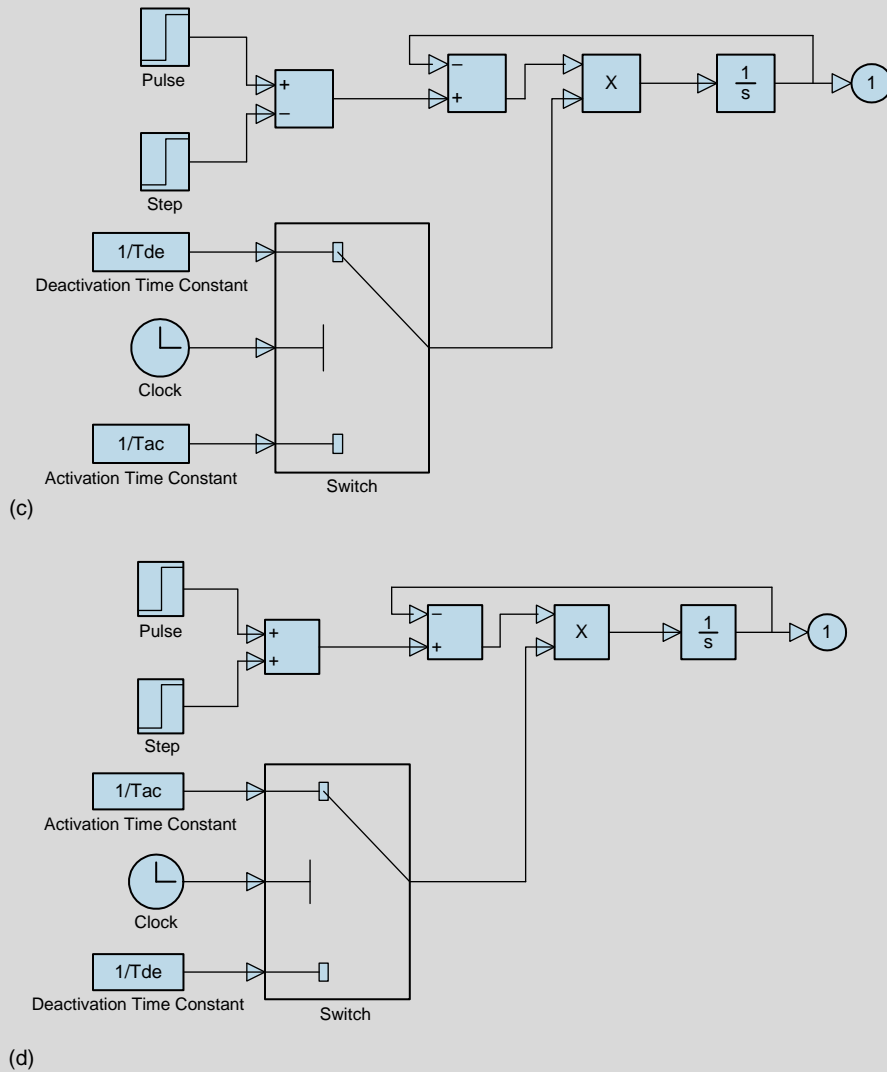 Pulse
+
−
−
+
X
1
s
1
Step
1/Tde
Deactivation Time Constant
Clock
1/Tac
Activation Time Constant
Switch
(c)
Pulse
+
+
−
+
X
1
s
1
Step
1/Tac
Activation Time Constant
Clock
1/Tde
Deactivation Time Constant
Switch
(d)